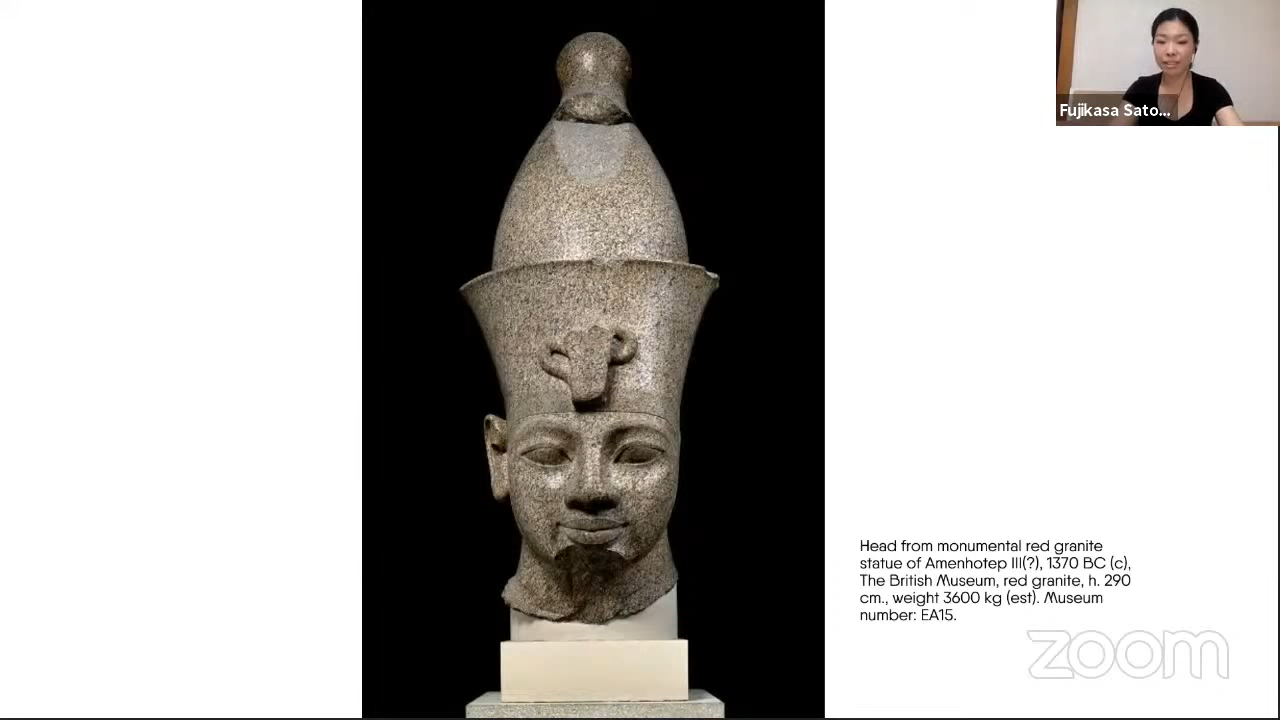 Fujikasa Sato...
Head from monumental red granite
statue of Amenhotep III(?), 1370 BC (c),
The British Museum, red granite, h. 290
cm., weight 3600 kg (est). Museum
number: EA15.
zoom